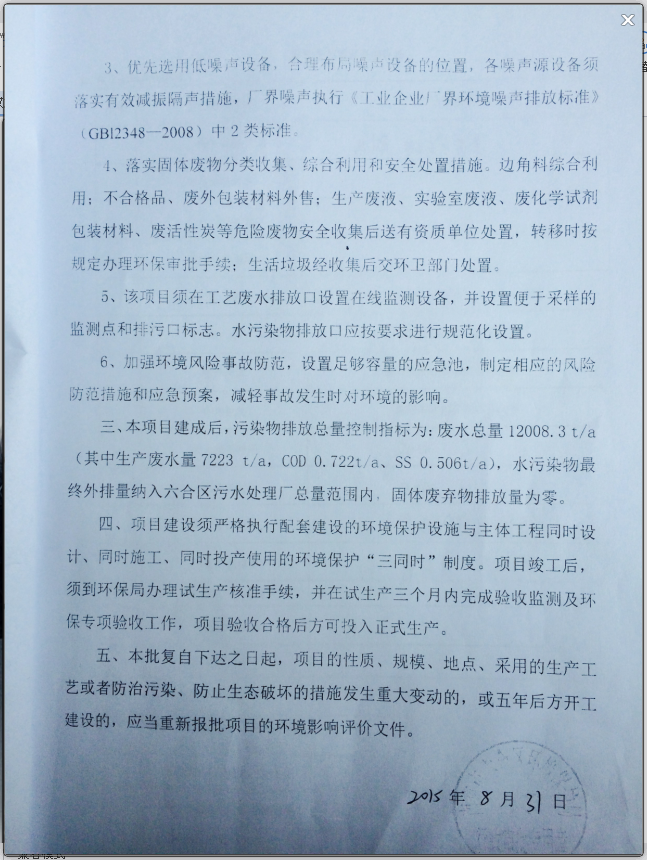 3、优先选用低噪声设备，合理布局噪声设备的位置，各噪声源设备须
落实有效减振隔声措施，厂界噪声执行《工业企业厂界环境噪声排放标准》
（GB12348—2008）中2类标准。
4、落实固体废物分类收集、综合利用和安全处置措施。边角料综合利
用；不合格品、废外包装材料外售；生产废液、实验室废液、废化学试剂
包装材料、废活性炭等危险废物安全收集后送有资质单位处置，转移时按
规定办理环保审批手续；生活垃圾经收集后交环卫部门处置。
5、该项目须在工艺废水排放口设置在线监测设备，并设置便于采样的
监测点和排污口标志。水污染物排放口应按要求进行规范化设置。
6、加强环境风险事故防范，设置足够容量的应急池，制定相应的风险
防范措施和应急预案，减轻事故发生时对环境的影响。
三、本项目建成后，污染物排放总量控制指标为：废水总量12008.3 t/a
（其中生产废水量7223 t/a，COD 0.722t/a、SS 0.506t/a），水污染物最
终外排量纳入六合区污水处理厂总量范围内，固体废弃物排放量为零。
四、项目建设须严格执行配套建设的环境保护设施与主体工程同时设
计、同时施工、同时投产使用的环境保护“三同时”制度。项目竣工后，
须到环保局办理试生产核准手续，并在试生产三个月内完成验收监测及环
保专项验收工作，项目验收合格后方可投入正式生产。
五、本批复自下达之日起，项目的性质、规模、地点、采用的生产工
艺或者防治污染、防止生态破坏的措施发生重大变动的，或五年后方开工
建设的，应当重新报批项目的环境影响评价文件。
2015年8月31日